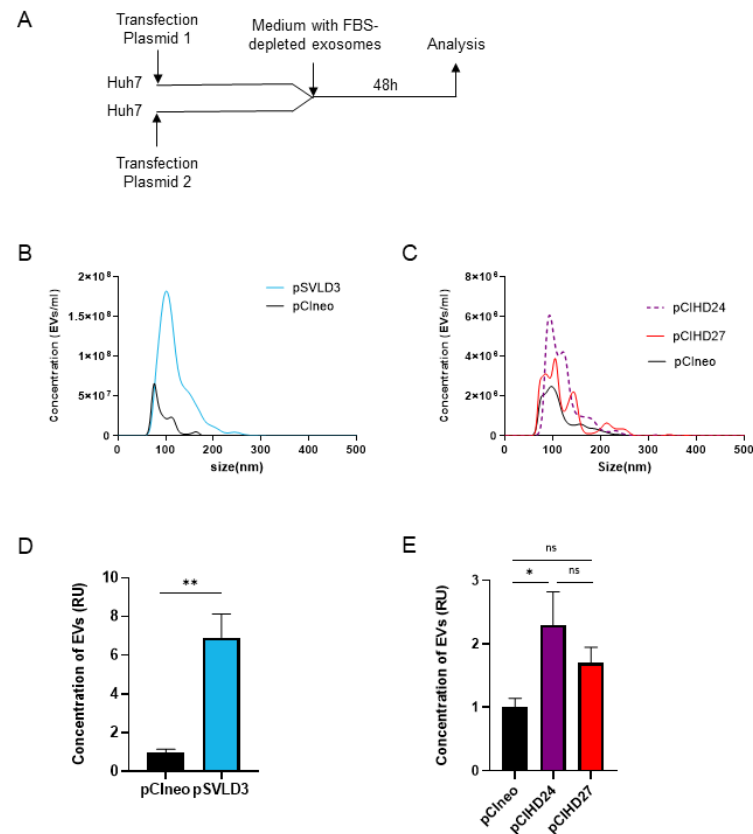 A
Transfection
Plasmid 1
Medium with FBS-
depleted exosomes
Analysis
Huh7
48h
Huh7
Transfection
Plasmid 2
B
Concentration (EVs/ml)
2×10⁸
1.5×10⁸
1×10⁸
5×10⁷
0
0 100 200 300 400 500
size(nm)
pSVLD3
pCIneo
C
Concentration (EVs/ml)
8×10⁶
6×10⁶
4×10⁶
2×10⁶
0
0 100 200 300 400 500
Size(nm)
pCIHD24
pCIHD27
pCIneo
D
Concentration of EVs (RU)
10
8
6
4
2
0
**
pCIneo pSVLD3
E
Concentration of EVs (RU)
3
2
1
0
ns
* ns
pCIneo
pCIHD24
pCIHD27